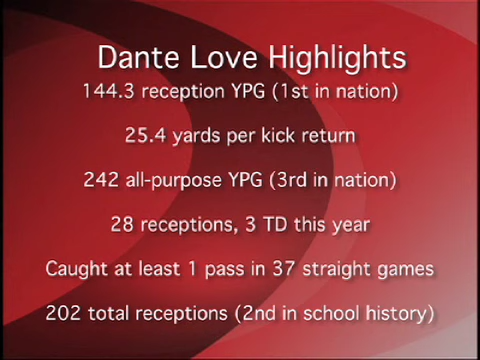 Dante Love Highlights
144.3 reception YPG (1st in nation)
25.4 yards per kick return
242 all-purpose YPG (3rd in nation)
28 receptions, 3 TD this year
Caught at least 1 pass in 37 straight games
202 total receptions (2nd in school history)